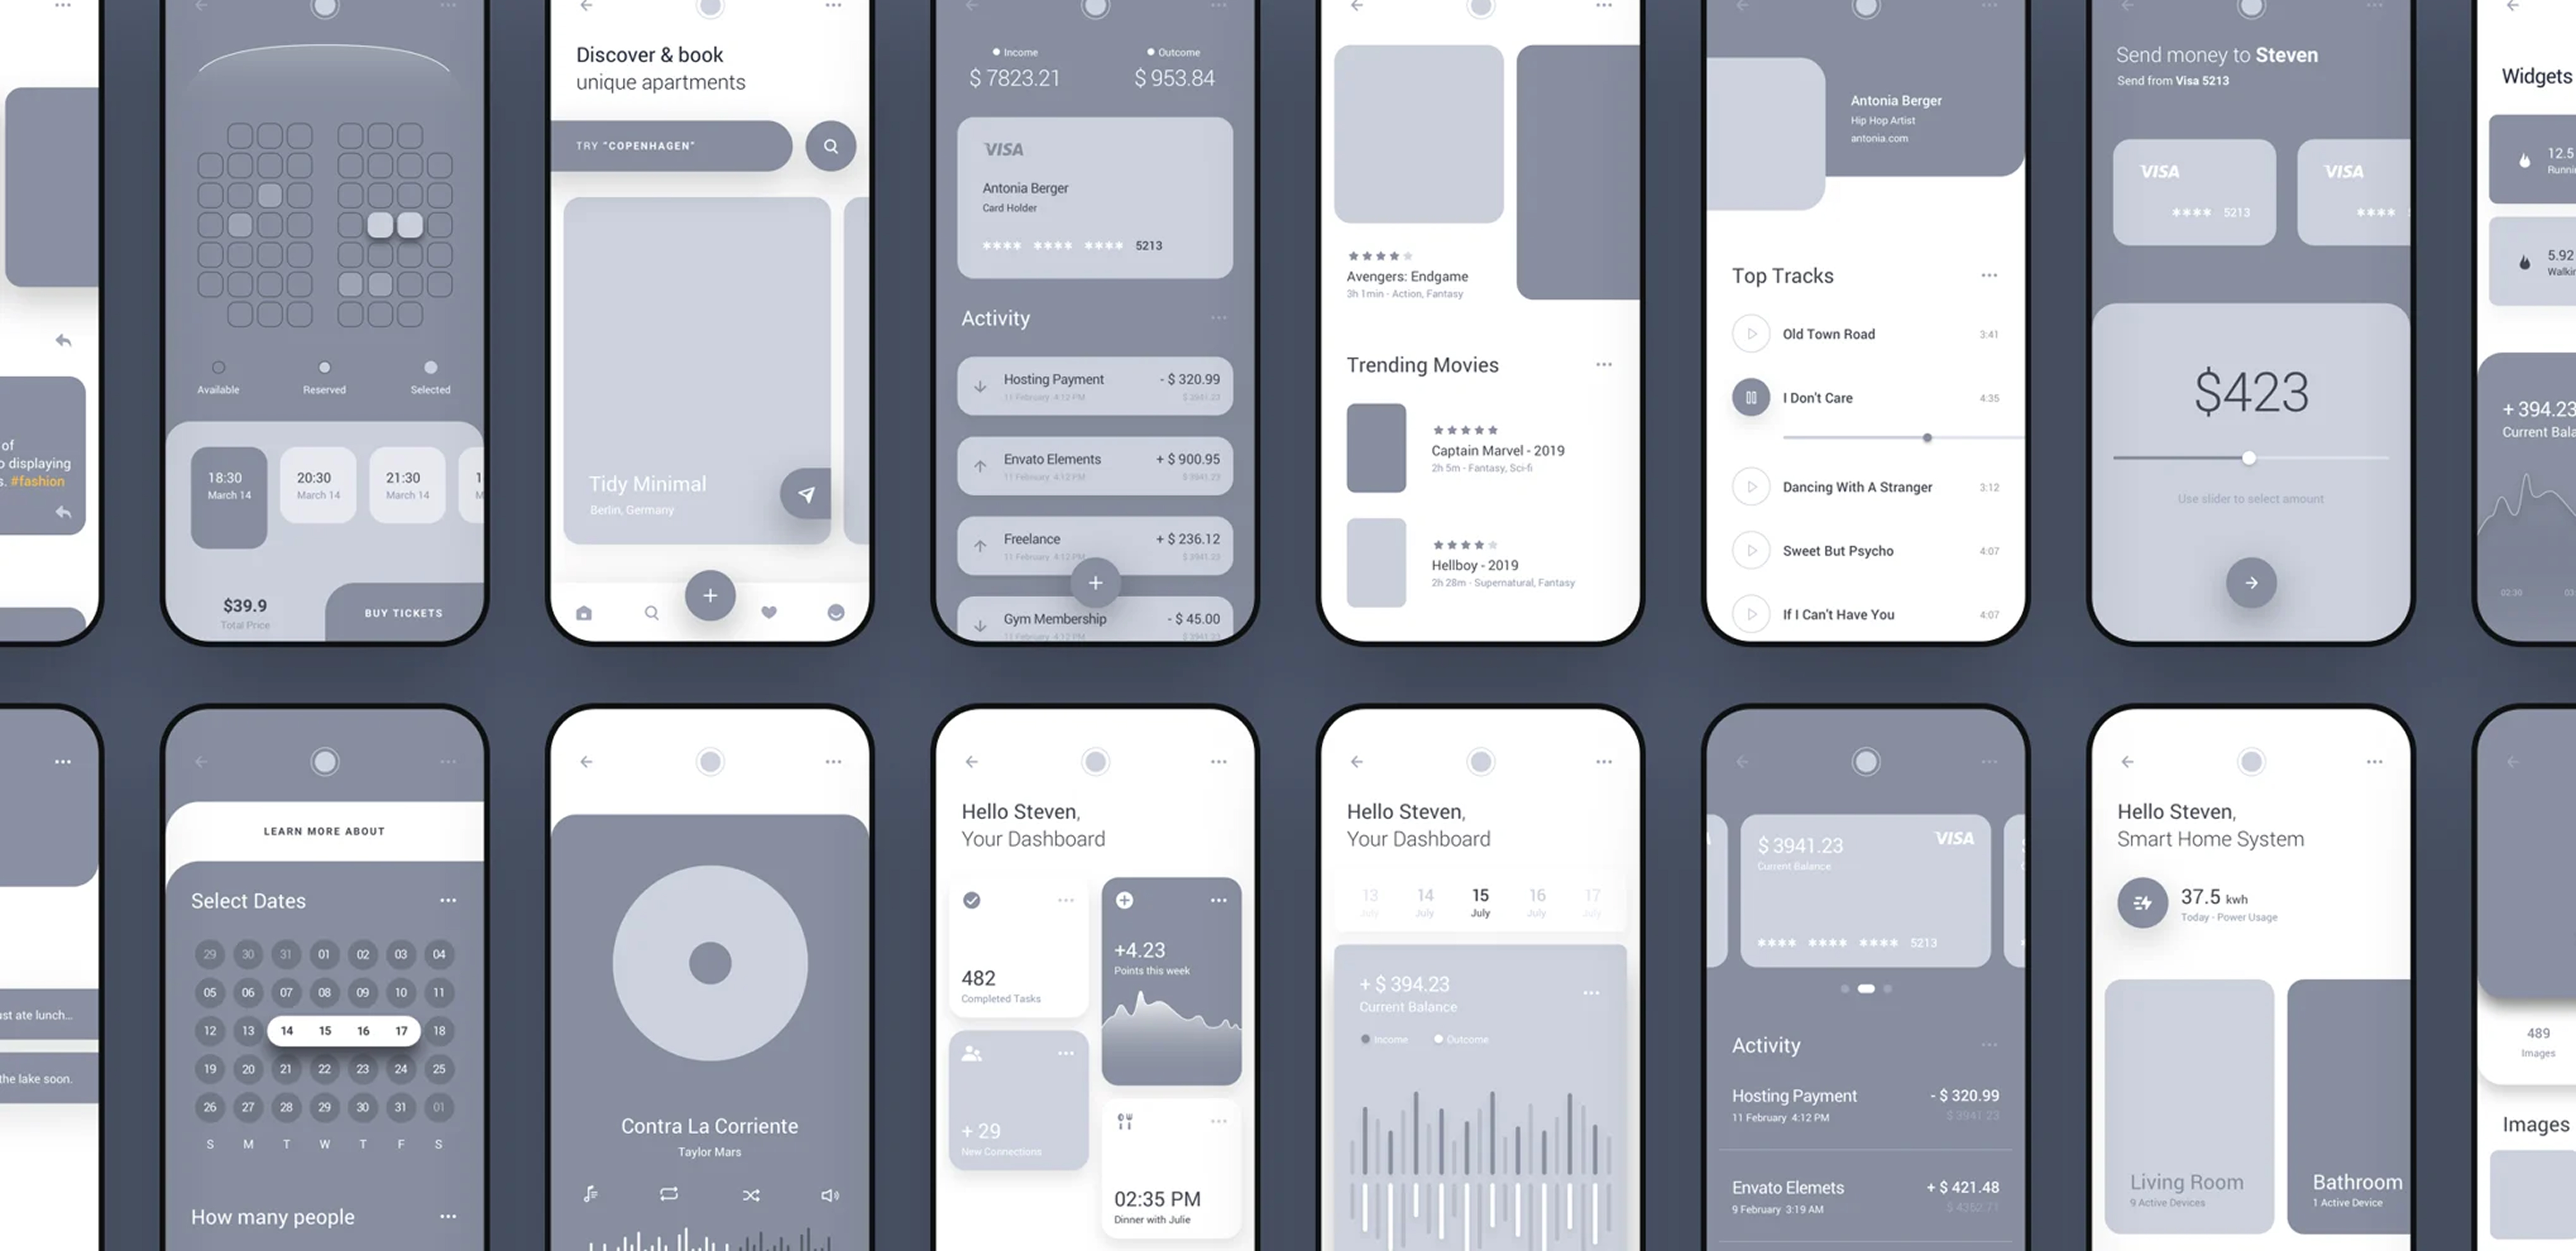 of
o displaying
s. #fashion
Available
Reserved
Selected
18:30
March 14
20:30
March 14
21:30
March 14
$39.9
Total Price
BUY TICKETS
Discover & book
unique apartments
TRY "COPENHAGEN"
Tidy Minimal
Berlin, Germany
Income
Outcome
$ 7823.21
$ 953.84
VISA
Antonia Berger
Card Holder
**** **** **** 5213
Activity
Hosting Payment
- $ 320.99
11 February 4:12 PM
$ 3941.23
Envato Elements
+ $ 900.95
11 February 4:12 PM
$ 3941.23
Freelance
+ $ 236.12
11 February 4:12 PM
$ 3941.23
Gym Membership
- $ 45.00
11 February 4:12 PM
$ 3941.23
Avengers: Endgame
3h 1min - Action, Fantasy
Trending Movies
Captain Marvel - 2019
2h 5m - Fantasy, Sci-fi
Hellboy - 2019
2h 28m - Supernatural, Fantasy
Antonia Berger
Hip Hop Artist
antonia.com
Top Tracks
Old Town Road
3:41
I Don't Care
4:35
Dancing With A Stranger
3:12
Sweet But Psycho
4:07
If I Can't Have You
4:07
Send money to Steven
Send from Visa 5213
VISA
**** 5213
VISA
****
$423
Use slider to select amount
Widgets
12.5
Runni
5.92
Walki
+ 394.23
Current Bala
02:30
03:
ust ate lunch...
the lake soon.
LEARN MORE ABOUT
Select Dates
29 30 31 01 02 03 04
05 06 07 08 09 10 11
12 13 14 15 16 17 18
19 20 21 22 23 24 25
26 27 28 29 30 31 01
S M T W T F S
How many people
Contra La Corriente
Taylor Mars
Hello Steven,
Your Dashboard
482
Completed Tasks
+4.23
Points this week
+ 29
New Connections
02:35 PM
Dinner with Julie
Hello Steven,
Your Dashboard
13 14 15 16 17
July July July July July
+ $ 394.23
Current Balance
Income
Outcome
$ 3941.23
VISA
Current Balance
**** **** **** 5213
Activity
Hosting Payment
- $ 320.99
11 February 4:12 PM
$ 3941.23
Envato Elemets
+ $ 421.48
9 February 3:19 AM
Hello Steven,
Smart Home System
37.5 kwh
Today - Power Usage
Living Room
9 Active Devices
Bathroom
1 Active Device
489
Images
Images